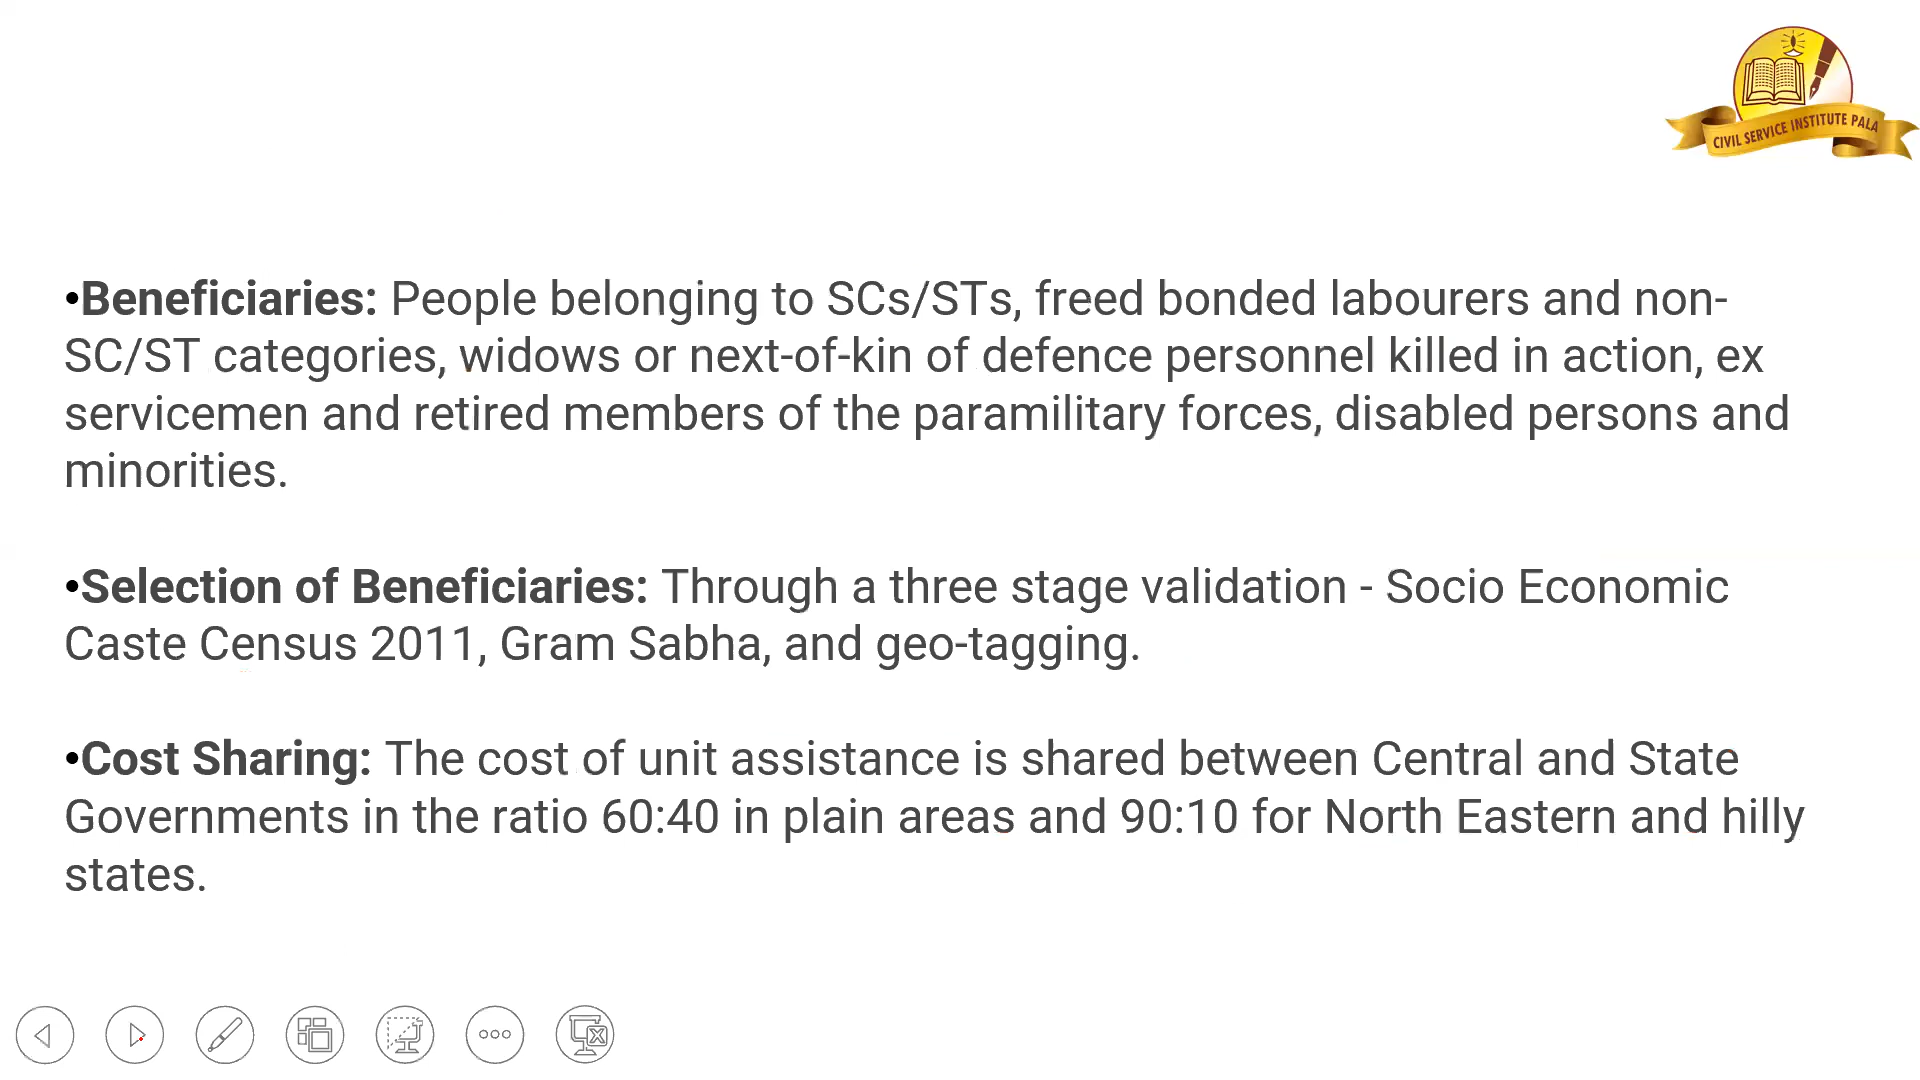 CIVIL SERVICE INSTITUTE PALA
•Beneficiaries: People belonging to SCs/STs, freed bonded labourers and non-
SC/ST categories, widows or next-of-kin of defence personnel killed in action, ex
servicemen and retired members of the paramilitary forces, disabled persons and
minorities.
•Selection of Beneficiaries: Through a three stage validation - Socio Economic
Caste Census 2011, Gram Sabha, and geo-tagging.
•Cost Sharing: The cost of unit assistance is shared between Central and State
Governments in the ratio 60:40 in plain areas and 90:10 for North Eastern and hilly
states.